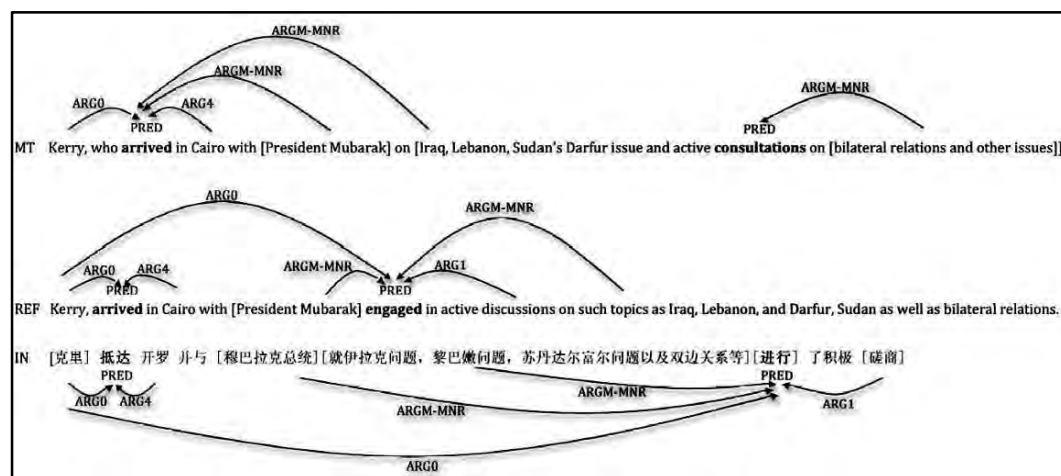 ARGM-MNR
ARGM-MNR ARGM-MNR
ARG0 ARG4
PRED PRED
MT Kerry, who arrived in Cairo with [President Mubarak] on [Iraq, Lebanon, Sudan's Darfur issue and active consultations on [bilateral relations and other issues]]
ARG0
ARGM-MNR
ARG0 ARG4 ARGM-MNR ARG1
PRED PRED
REF Kerry, arrived in Cairo with [President Mubarak] engaged in active discussions on such topics as Iraq, Lebanon, and Darfur, Sudan as well as bilateral relations.
IN [克里] 抵达 开罗 并与 [穆巴拉克总统][就伊拉克问题，黎巴嫩问题，苏丹达尔富尔问题以及双边关系等][进行] 了积极 [磋商]
PRED PRED
ARG0 ARG4 ARGM-MNR ARG1
ARGM-MNR
ARG0